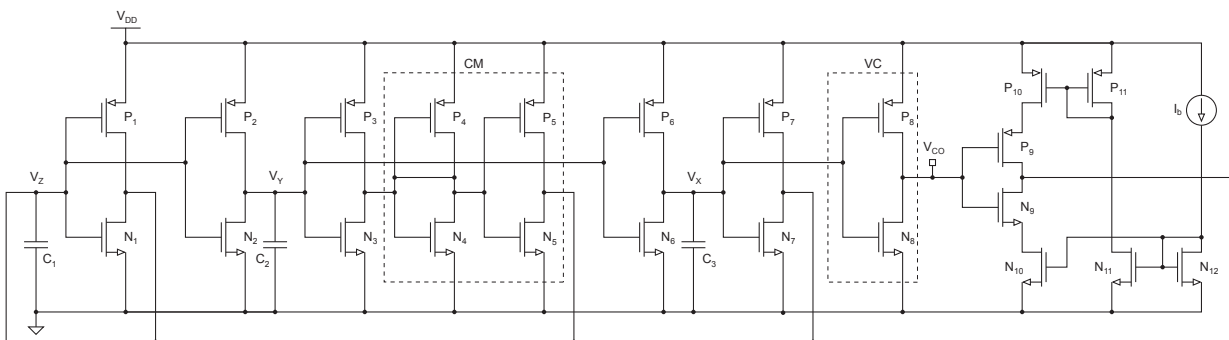 V_DD
CM
VC
P_1
P_2
P_3
P_4
P_5
P_6
P_7
P_8
P_10
P_11
I_b
P_9
V_CO
V_Z
V_Y
V_X
N_1
N_2
N_3
N_4
N_5
N_6
N_7
N_8
N_9
C_1
C_2
C_3
N_10
N_11
N_12